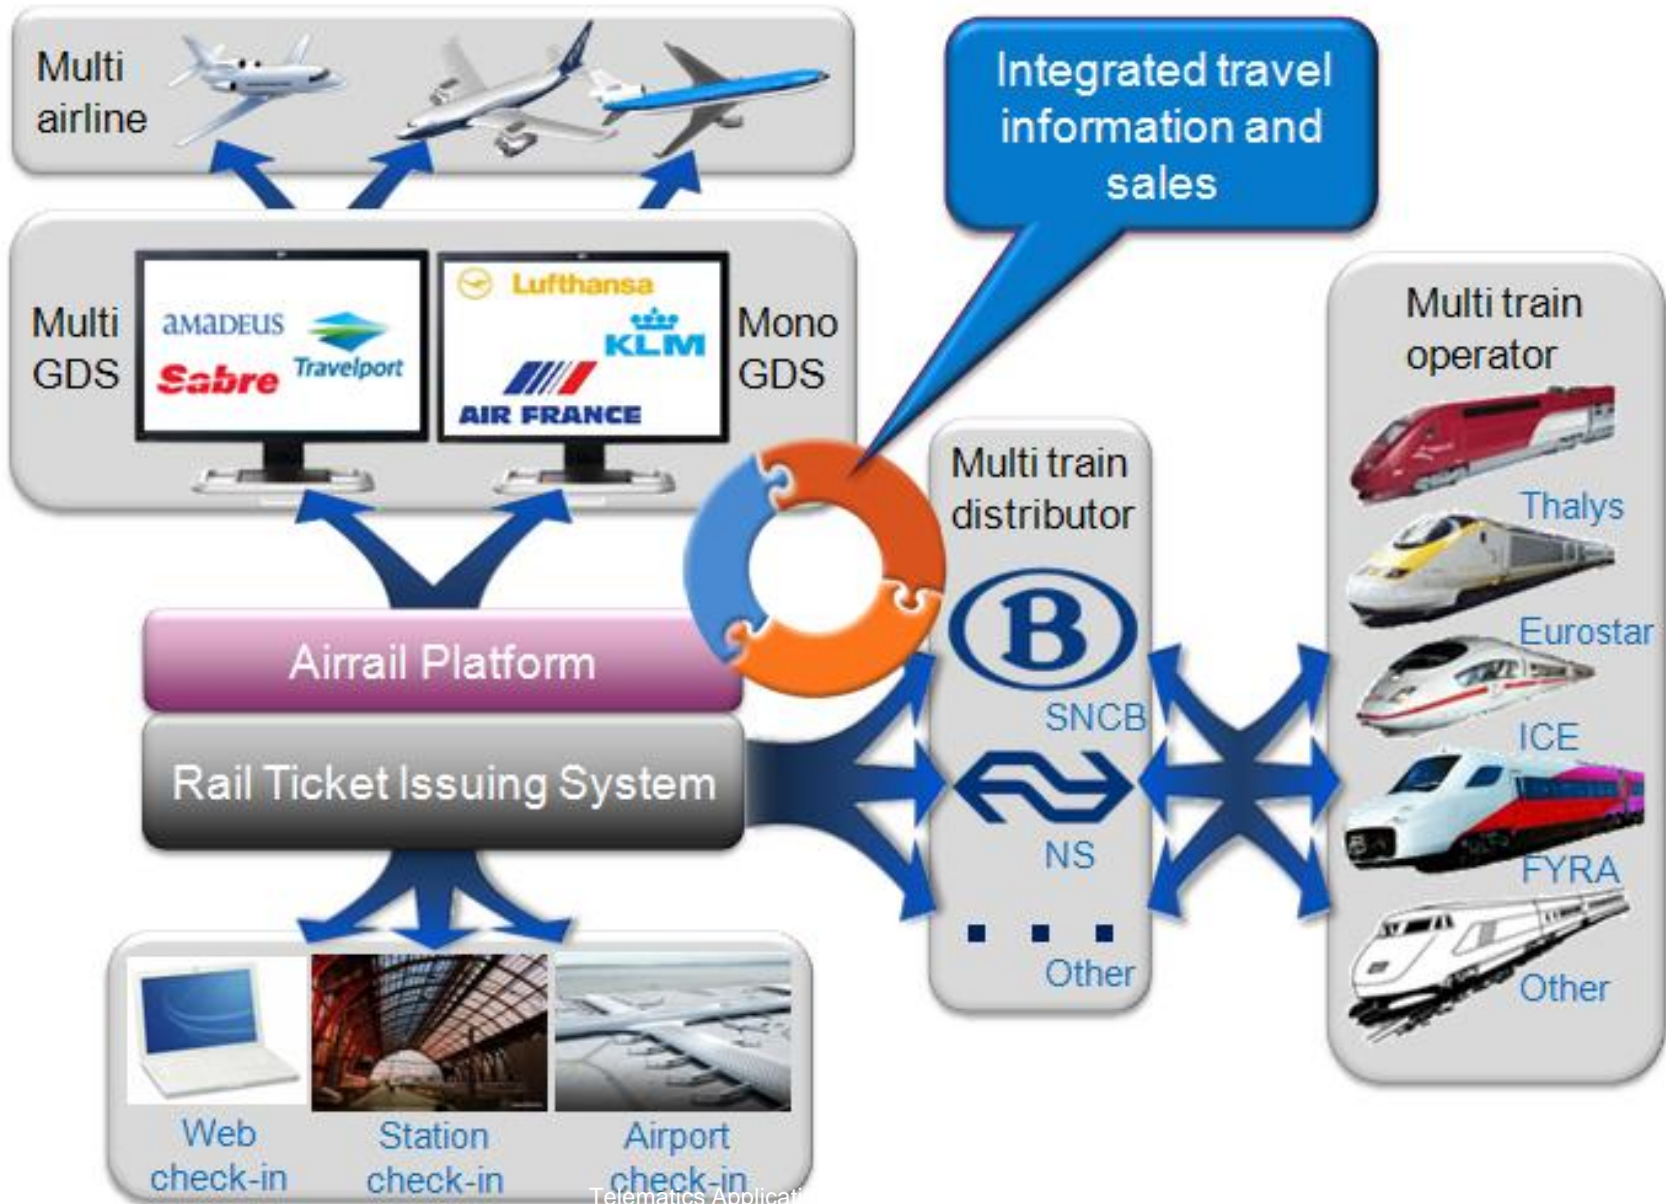 Multi
airline
Integrated travel
information and
sales
Multi
GDS
amadeus
Sabre
Travelport
Lufthansa
KLM
AIR FRANCE
Mono
GDS
Multi train
operator
Thalys
Eurostar
ICE
FYRA
Other
Multi train
distributor
B
SNCB
NS
Other
Airrail Platform
Rail Ticket Issuing System
Web
check-in
Station
check-in
Airport
check-in
Telematics